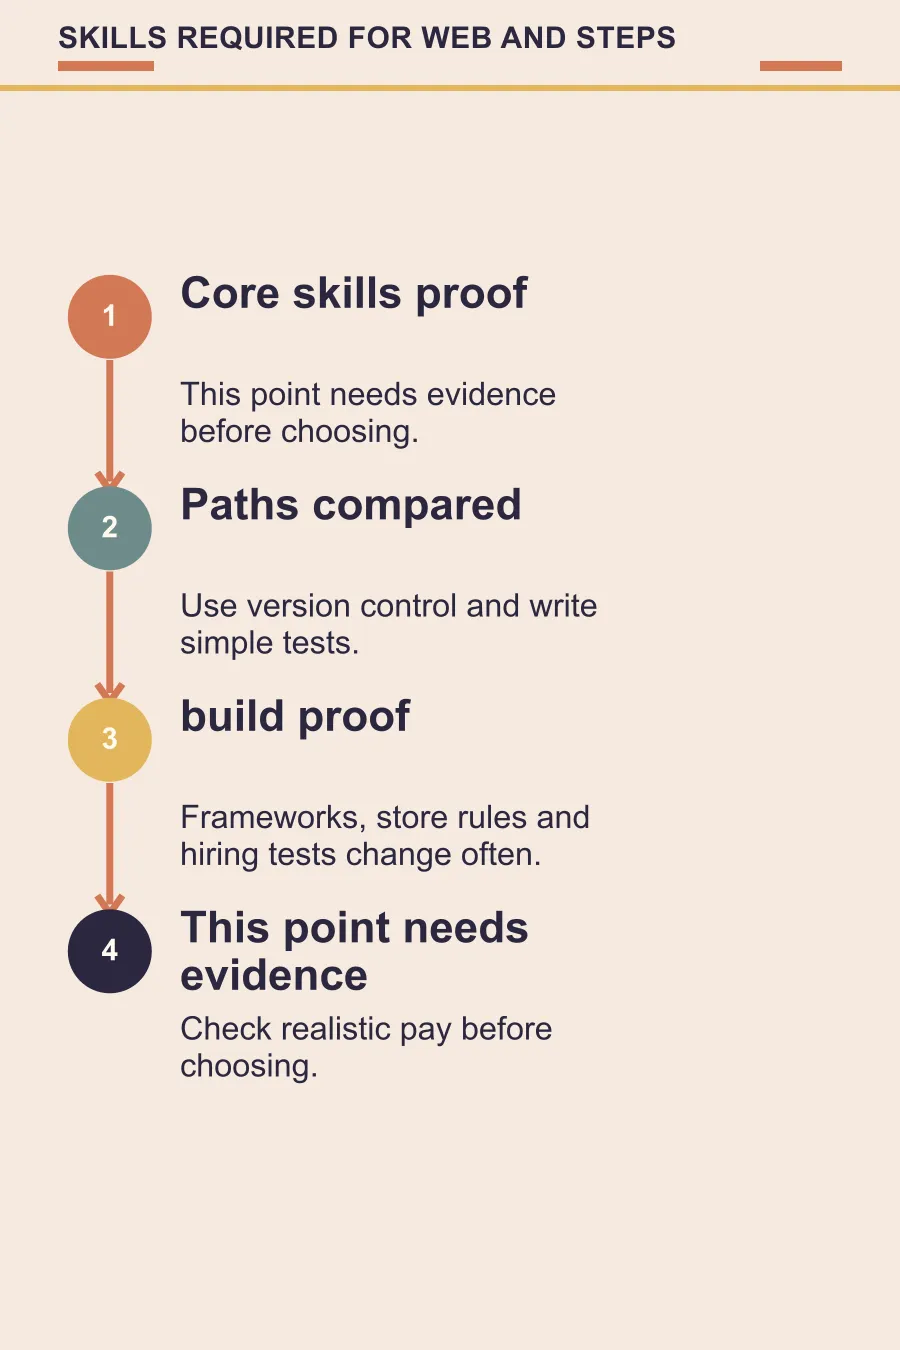 SKILLS REQUIRED FOR WEB AND STEPS
1
Core skills proof
This point needs evidence
before choosing.
2
Paths compared
Use version control and write
simple tests.
3
build proof
Frameworks, store rules and
hiring tests change often.
4
This point needs
evidence
Check realistic pay before
choosing.